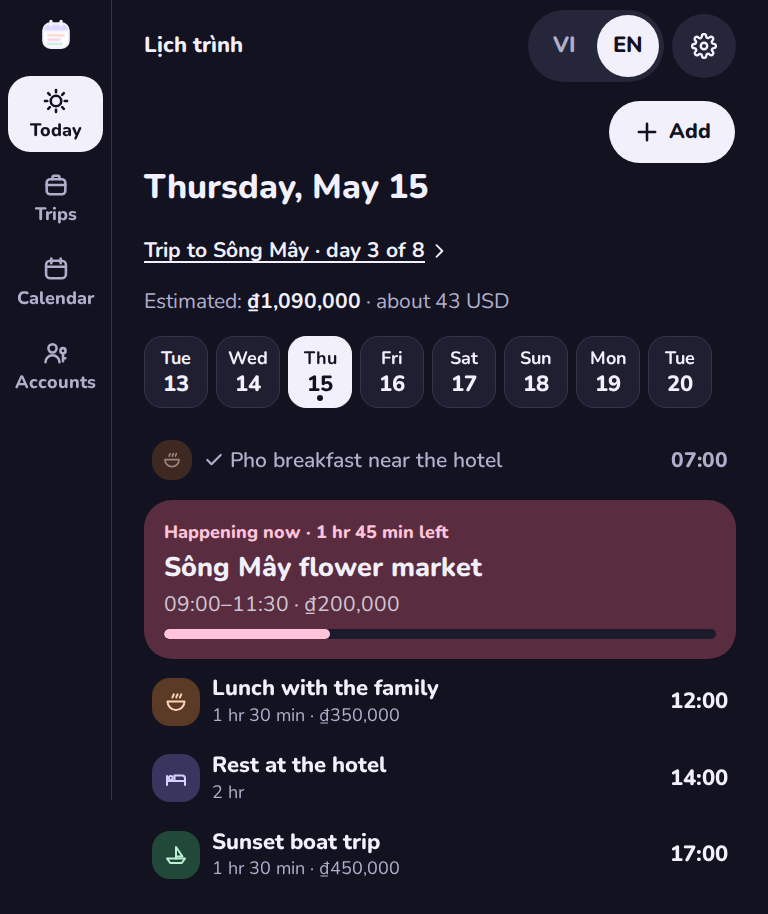 Lịch trình
VI
EN
Today
Trips
Calendar
Accounts
Add
Thursday, May 15
Trip to Sông Mây · day 3 of 8
Estimated: ₫1,090,000 · about 43 USD
Tue Wed Thu Fri Sat Sun Mon Tue
13 14 15 16 17 18 19 20
Pho breakfast near the hotel 07:00
Happening now · 1 hr 45 min left
Sông Mây flower market
09:00–11:30 · ₫200,000
Lunch with the family 12:00
1 hr 30 min · ₫350,000
Rest at the hotel 14:00
2 hr
Sunset boat trip 17:00
1 hr 30 min · ₫450,000